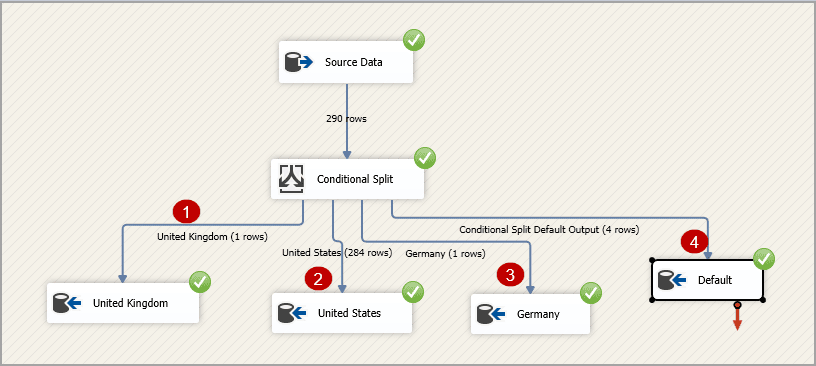 Source Data
290 rows
Conditional Split
1
United Kingdom (1 rows)
United States (284 rows)
Germany (1 rows)
Conditional Split Default Output (4 rows)
2
3
4
United Kingdom
United States
Germany
Default